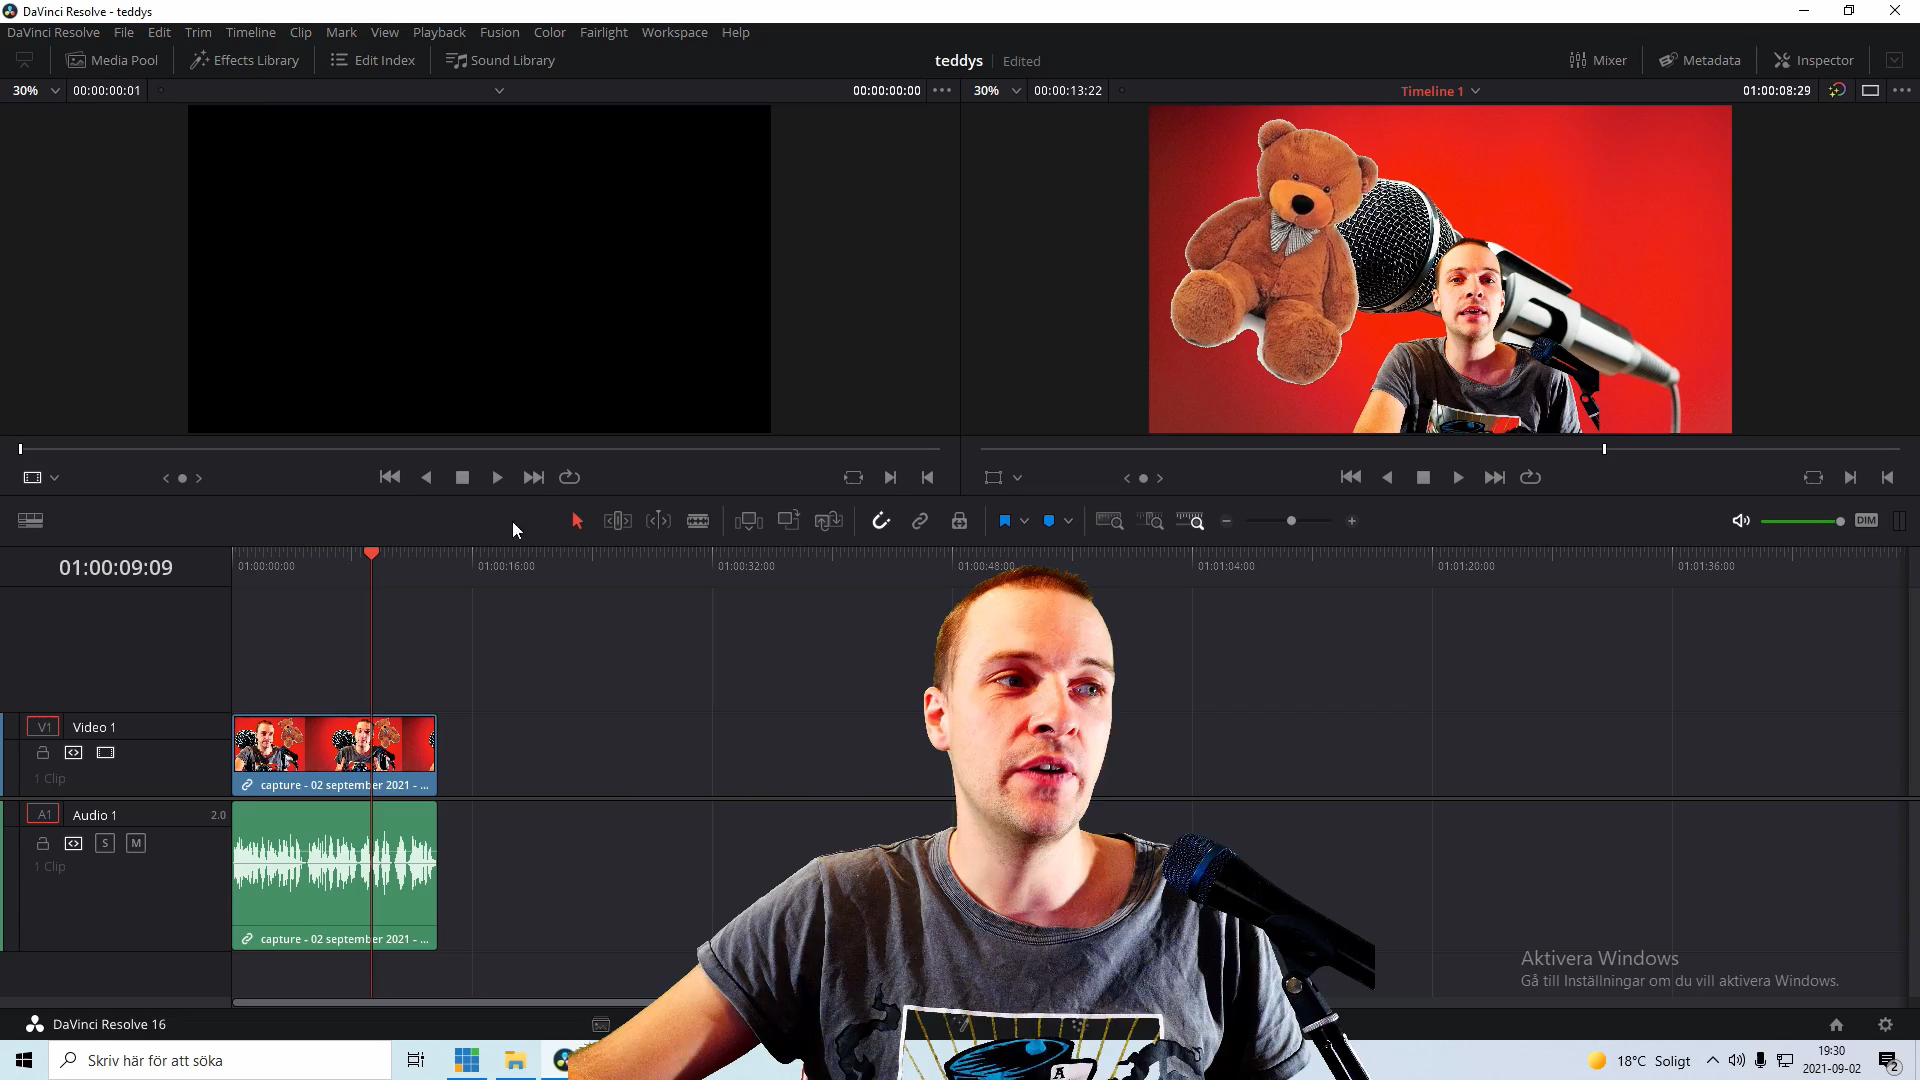 DaVinci Resolve - teddys
DaVinci Resolve File Edit Trim Timeline Clip Mark View Playback Fusion Color Fairlight Workspace Help
Media Pool Effects Library Edit Index Sound Library teddys Edited Mixer Metadata Inspector
30% 00:00:00:01 00:00:00:00 30% 00:00:13:22 Timeline 1 01:00:08:29
DIM
01:00:09:09
01:00:00:00 01:00:16:00 01:00:32:00 01:00:48:00 01:01:04:00 01:01:20:00 01:01:36:00
V1 Video 1
1 Clip
capture - 02 september 2021 - ...
A1 Audio 1 2.0
S M
1 Clip
capture - 02 september 2021 - ...
Aktivera Windows
Gå till Inställningar om du vill aktivera Windows.
DaVinci Resolve 16
A
Skriv här för att söka
18°C Soligt
19:30
2021-09-02
2